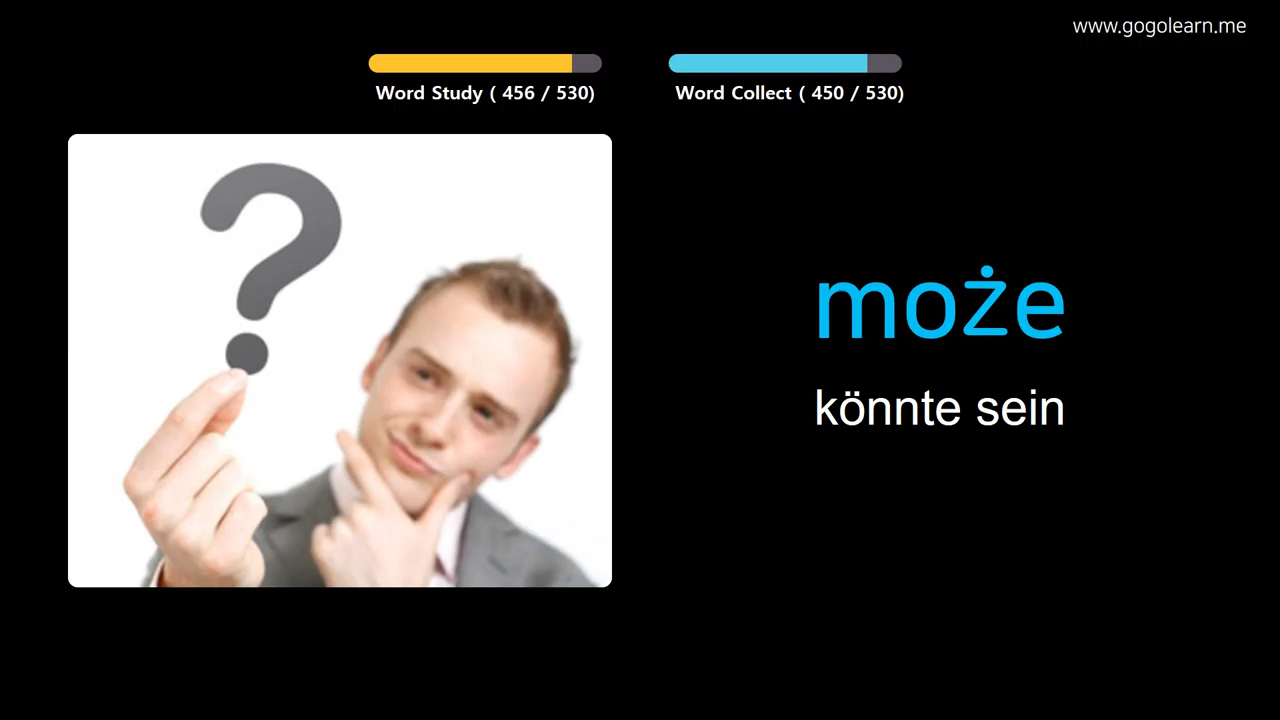 www.gogolearn.me
Word Study ( 456 / 530)
Word Collect ( 450 / 530)
?
może
könnte sein